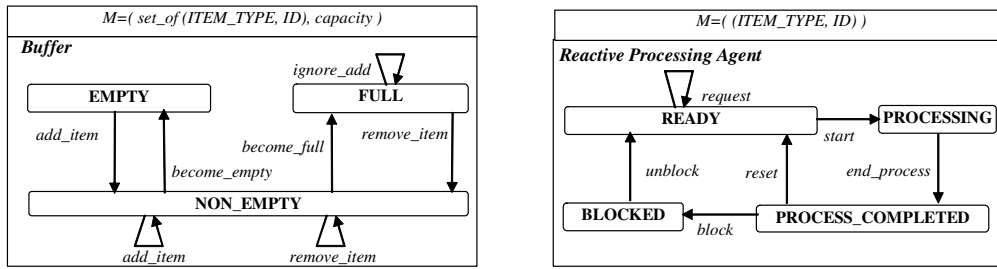 M=( set_of (ITEM_TYPE, ID), capacity)
Buffer
ignore_add
EMPTY
FULL
add_item
become_full
remove_item
become_empty
NON_EMPTY
add_item
remove_item
M=( (ITEM_TYPE, ID) )
Reactive Processing Agent
request
READY
PROCESSING
start
unblock
reset
end_process
BLOCKED
PROCESS_COMPLETED
block